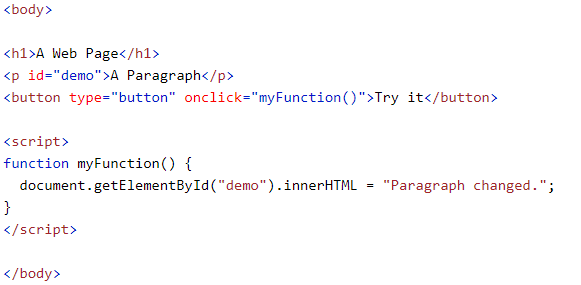 <body>

<h1>A Web Page</h1>
<p id="demo">A Paragraph</p>
<button type="button" onclick="myFunction()">Try it</button>

<script>
function myFunction() {
  document.getElementById("demo").innerHTML = "Paragraph changed.";
}
</script>

</body>